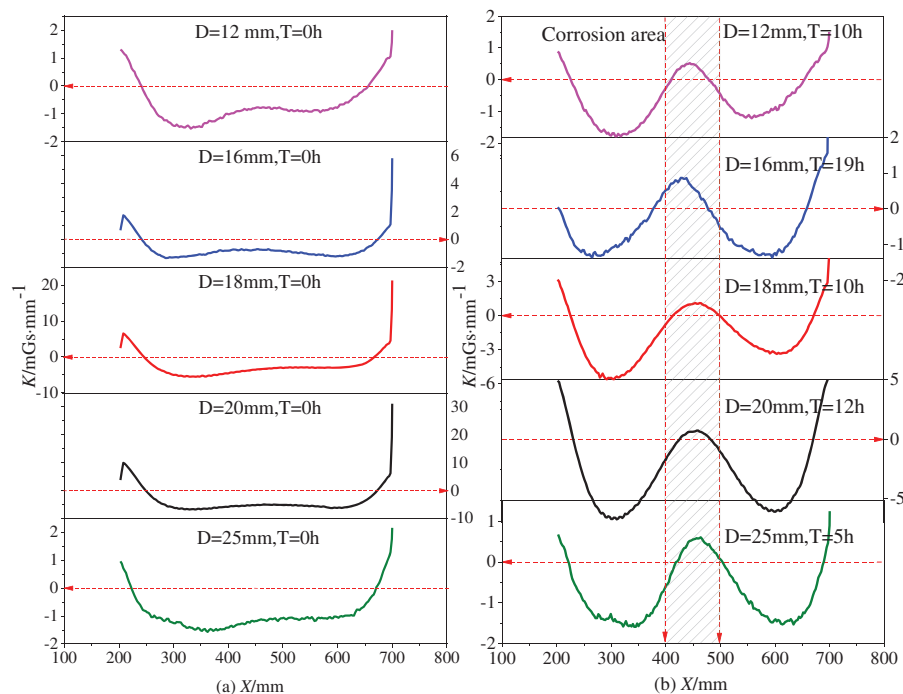 D=12 mm,T=0h
2
1
0
-1
-2
D=16mm,T=0h
6
4
2
0
-2
D=18mm,T=0h
20
10
0
-10
K/mGs·mm-1
D=20mm,T=0h
30
20
10
0
-10
D=25mm,T=0h
2
1
0
-1
-2
100 200 300 400 500 600 700 800
(a) X/mm
Corrosion area
D=12mm,T=10h
1
0
-1
-2
D=16mm,T=19h
2
1
0
-1
-2
D=18mm,T=10h
3
0
-3
-6
K/mGs·mm-1
D=20mm,T=12h
5
0
-5
D=25mm,T=5h
1
0
-1
-2
100 200 300 400 500 600 700 800
(b) X/mm